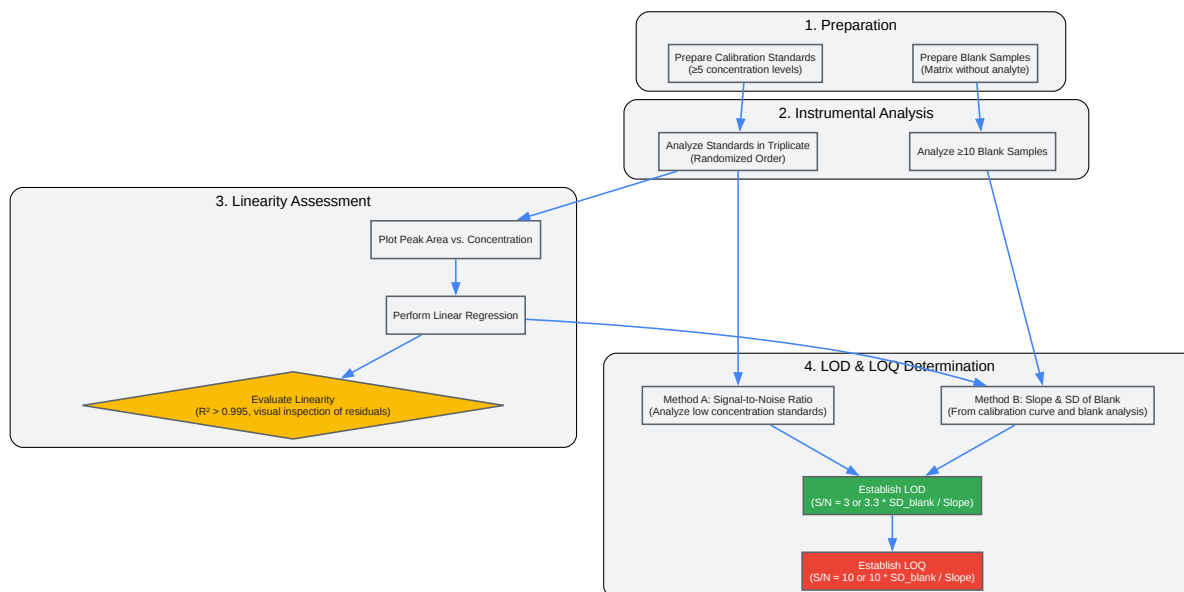 1. Preparation
Prepare Calibration Standards
(≥5 concentration levels)
Prepare Blank Samples
(Matrix without analyte)
2. Instrumental Analysis
Analyze Standards in Triplicate
(Randomized Order)
Analyze ≥10 Blank Samples
3. Linearity Assessment
Plot Peak Area vs. Concentration
Perform Linear Regression
Evaluate Linearity
(R² > 0.995, visual inspection of residuals)
4. LOD & LOQ Determination
Method A: Signal-to-Noise Ratio
(Analyze low concentration standards)
Method B: Slope & SD of Blank
(From calibration curve and blank analysis)
Establish LOD
(S/N = 3 or 3.3 * SD_blank / Slope)
Establish LOQ
(S/N = 10 or 10 * SD_blank / Slope)